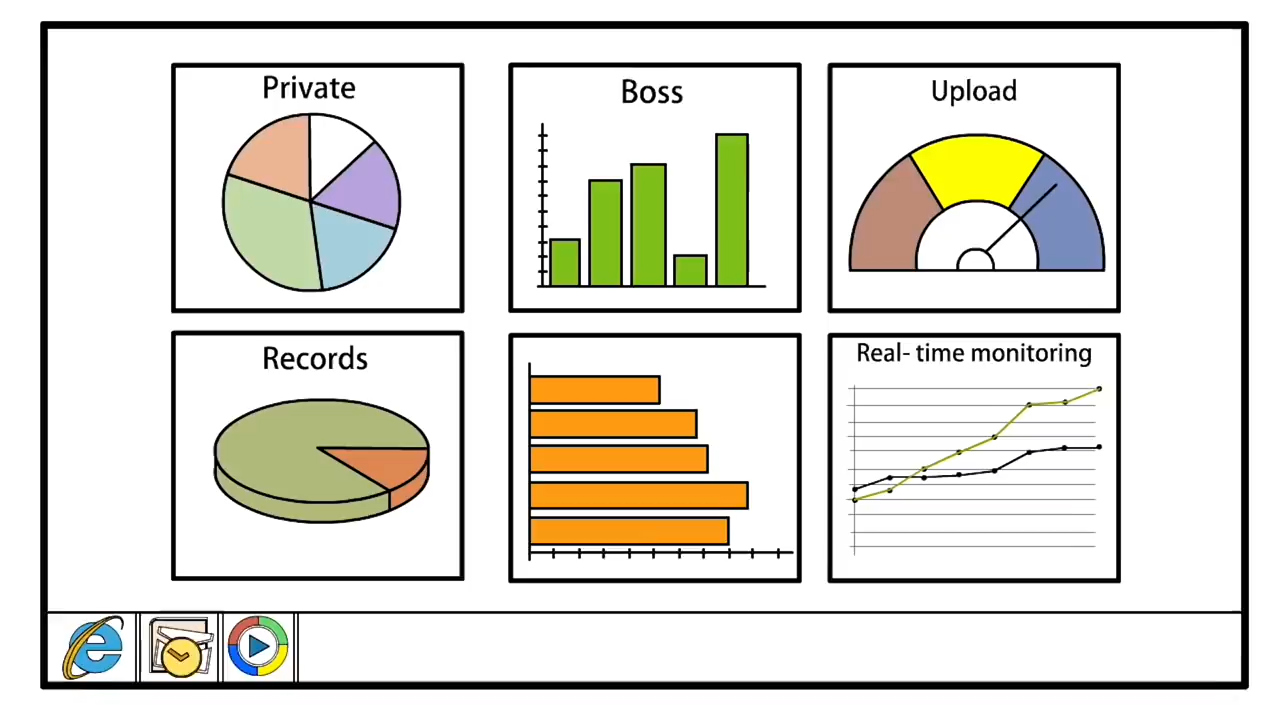 Private
Boss
Upload
Records
Real- time monitoring